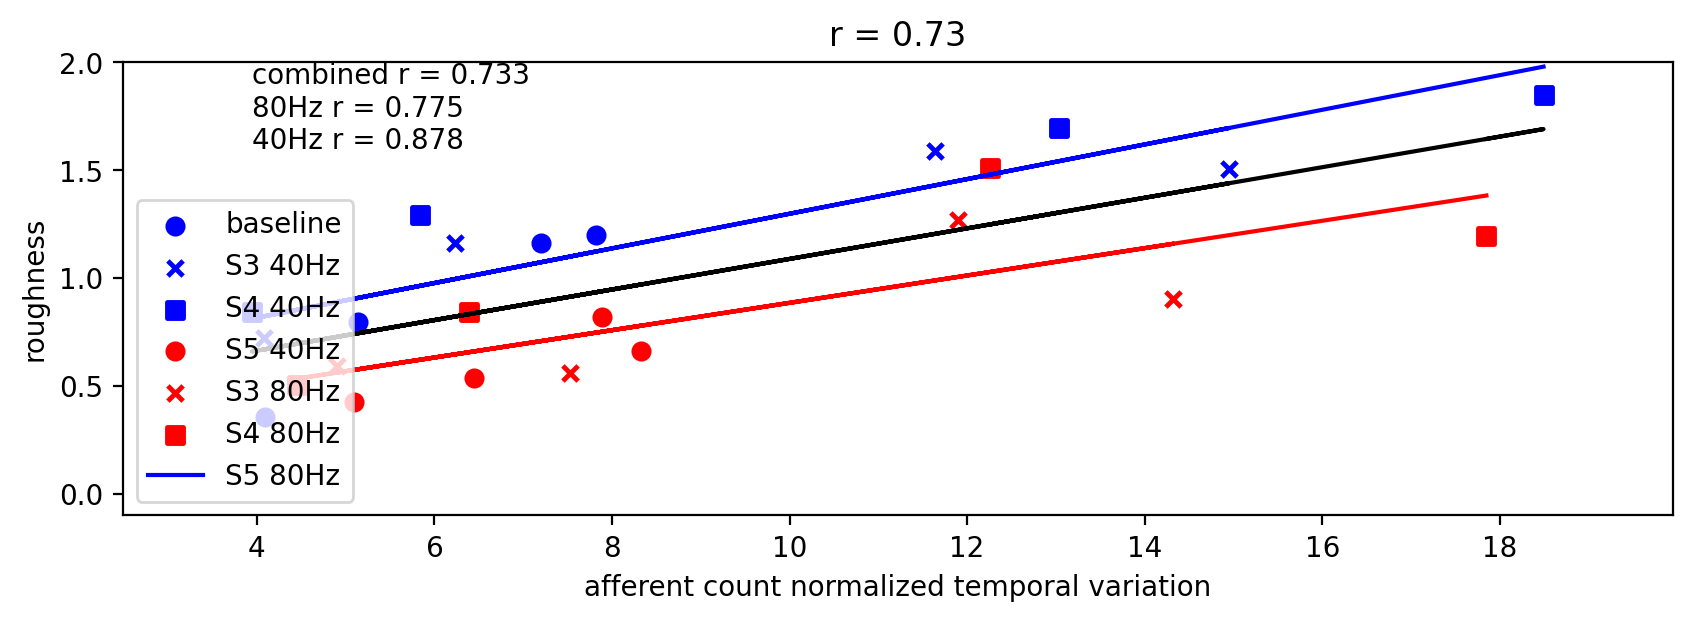 r = 0.73
combined r = 0.733
80Hz r = 0.775
40Hz r = 0.878
2.0
1.5
1.0
0.5
0.0
roughness
baseline
S3 40Hz
S4 40Hz
S5 40Hz
S3 80Hz
S4 80Hz
S5 80Hz
4 6 8 10 12 14 16 18
afferent count normalized temporal variation